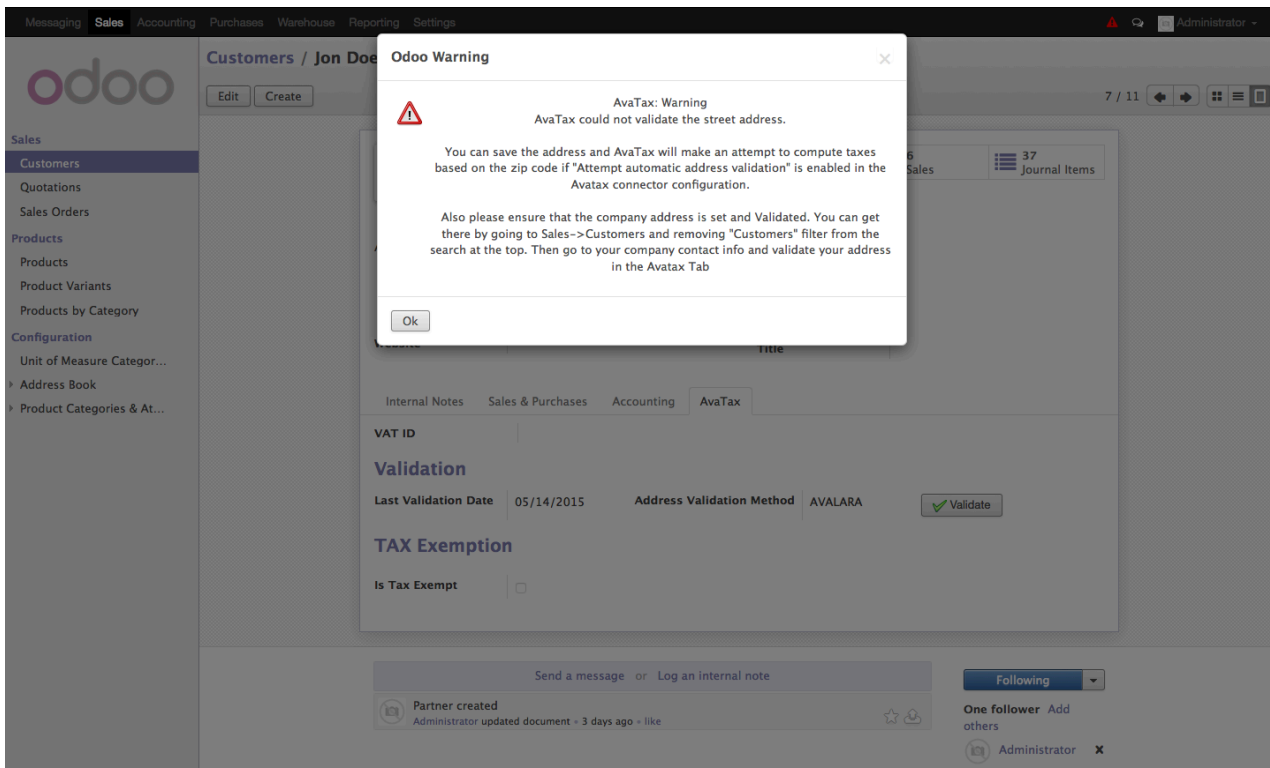 Messaging Sales Accounting Purchases Warehouse Reporting Settings Administrator
odoo
Customers / Jon Doe
Edit Create
7 / 11
Sales
Customers
Quotations
Sales Orders
Products
Products
Product Variants
Products by Category
Configuration
Unit of Measure Categor...
Address Book
Product Categories & At...
Odoo Warning
AvaTax: Warning
AvaTax could not validate the street address.
You can save the address and AvaTax will make an attempt to compute taxes
based on the zip code if "Attempt automatic address validation" is enabled in the
Avatax connector configuration.
Also please ensure that the company address is set and Validated. You can get
there by going to Sales->Customers and removing "Customers" filter from the
search at the top. Then go to your company contact info and validate your address
in the Avatax Tab
Ok
6
Sales
37
Journal Items
Title
Internal Notes Sales & Purchases Accounting AvaTax
VAT ID
Validation
Last Validation Date 05/14/2015 Address Validation Method AVALARA Validate
TAX Exemption
Is Tax Exempt
Send a message or Log an internal note
Partner created
Administrator updated document • 3 days ago • like
Following
One follower Add
others
Administrator x